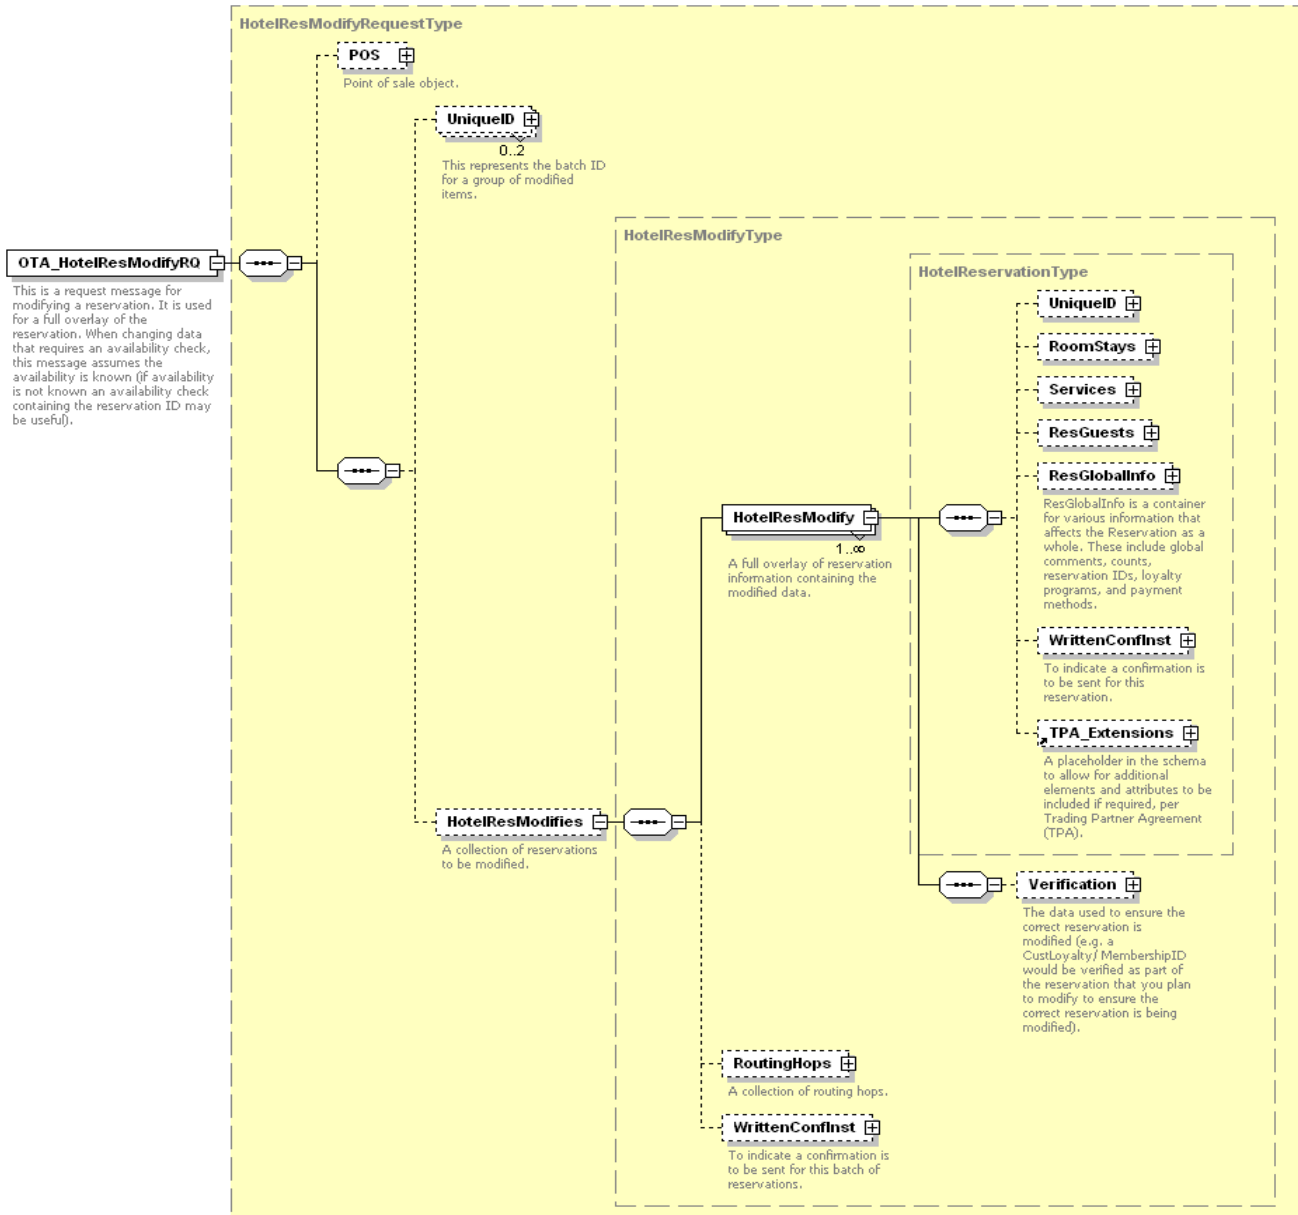 HotelResModifyRequestType
POS
Point of sale object.
UniqueID
0..2
This represents the batch ID
for a group of modified
items.
OTA_HotelResModifyRQ
This is a request message for
modifying a reservation. It is used
for a full overlay of the
reservation. When changing data
that requires an availability check,
this message assumes the
availability is known (if availability
is not known an availability check
containing the reservation ID may
be useful).
HotelResModifyType
HotelReservationType
UniqueID
RoomStays
Services
ResGuests
ResGlobalInfo
ResGlobalInfo is a container
for various information that
affects the Reservation as a
whole. These include global
comments, counts,
reservation IDs, loyalty
programs, and payment
methods.
HotelResModify
1..∞
A full overlay of reservation
information containing the
modified data.
WrittenConfInst
To indicate a confirmation is
to be sent for this
reservation.
TPA_Extensions
A placeholder in the schema
to allow for additional
elements and attributes to be
included if required, per
Trading Partner Agreement
(TPA).
HotelResModifies
A collection of reservations
to be modified.
Verification
The data used to ensure the
correct reservation is
modified (e.g. a
CustLoyalty/ MembershipID
would be verified as part of
the reservation that you plan
to modify to ensure the
correct reservation is being
modified).
RoutingHops
A collection of routing hops.
WrittenConfInst
To indicate a confirmation is
to be sent for this batch of
reservations.